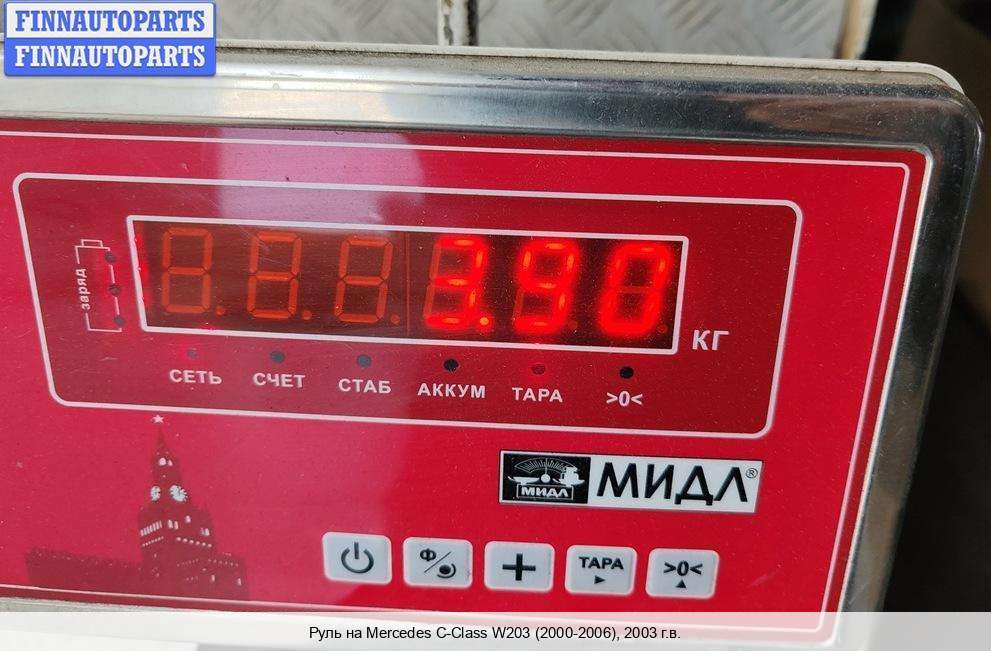 FINNAUTOPARTS
FINNAUTOPARTS
заряд
3.90
КГ
СЕТЬ СЧЕТ СТАБ АККУМ ТАРА >0<
МИДЛ МИДЛ®
Ф ТАРА >0<
Руль на Mercedes C-Class W203 (2000-2006), 2003 г.в.